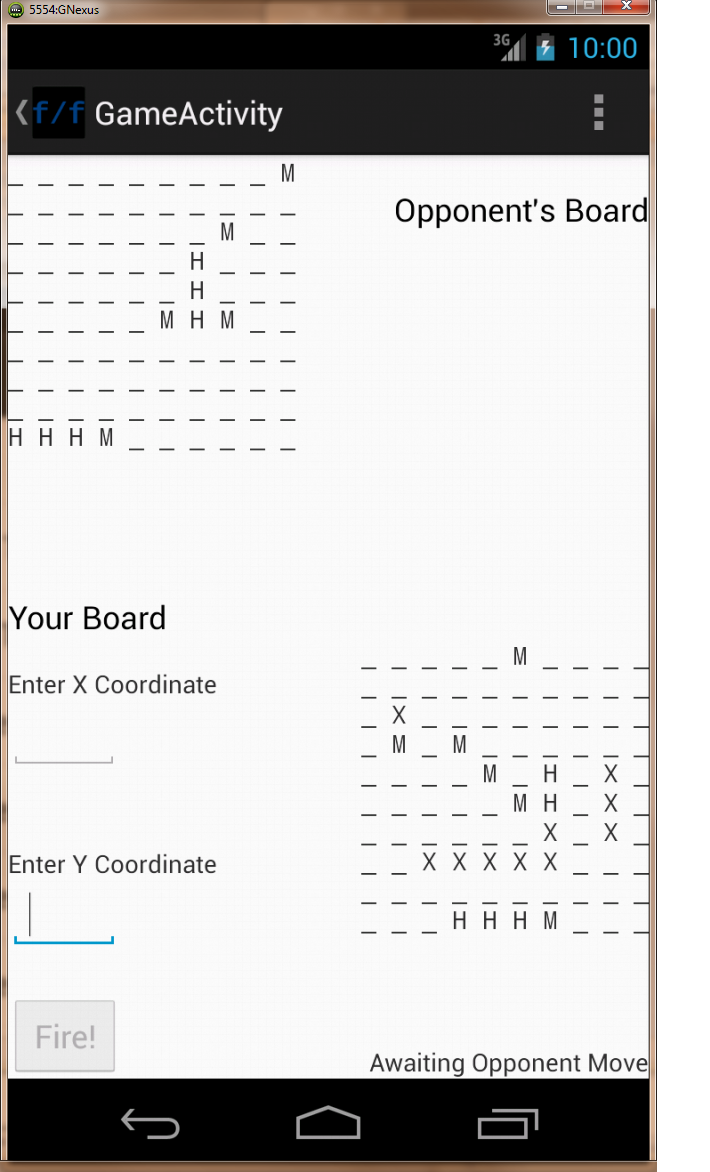 5554:GNexus
3G 10:00
f/f GameActivity
_ _ _ _ _ _ _ _ _ M
Opponent's Board
_ _ _ _ _ _ _ _ _ _
_ _ _ _ _ _ _ M _ _
_ _ _ _ _ _ H _ _ _
_ _ _ _ _ _ H _ _ _
_ _ _ _ _ M H M _ _
_ _ _ _ _ _ _ _ _ _
_ _ _ _ _ _ _ _ _ _
_ _ _ _ _ _ _ _ _ _
H H H M _ _ _ _ _ _
Your Board
Enter X Coordinate
Enter Y Coordinate
Fire!
_ _ _ _ _ M _ _ _ _
_ _ _ _ _ _ _ _ _ _
_ X _ _ _ _ _ _ _ _
_ M _ M _ _ _ _ _ _
_ _ _ _ M _ H _ X _
_ _ _ _ _ M H _ X _
_ _ _ _ _ _ X _ X _
_ _ X X X X X _ _ _
_ _ _ _ _ _ _ _ _ _
_ _ _ H H H M _ _ _
Awaiting Opponent Move